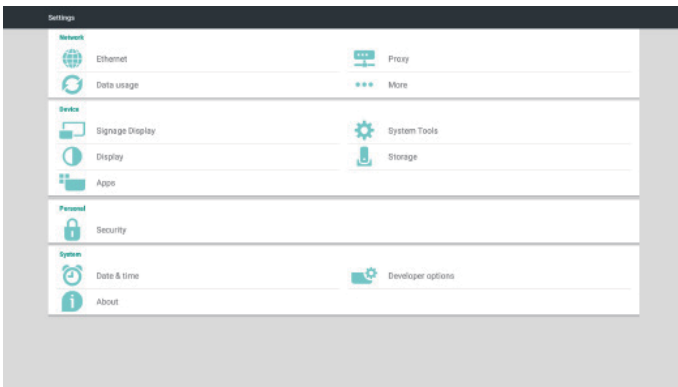 Settings
Network
Ethernet
Proxy
Data usage
More
Device
Signage Display
System Tools
Display
Storage
Apps
Personal
Security
System
Date & time
Developer options
About